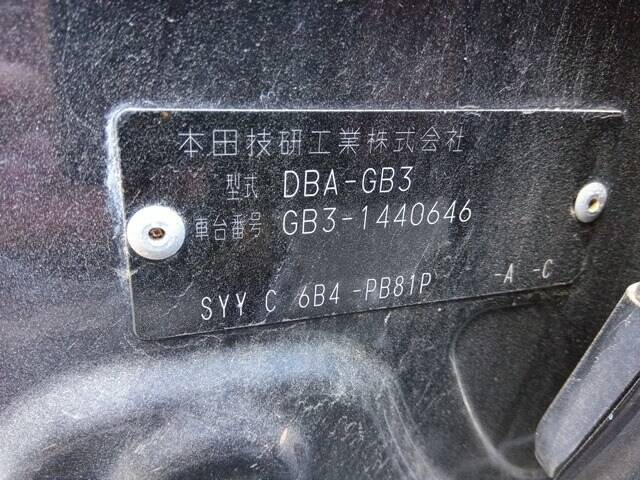 本田技研工業株式会社
型式 DBA-GB3
車台番号 GB3-1440646
SYY C 6B4 -PB81P -A -C